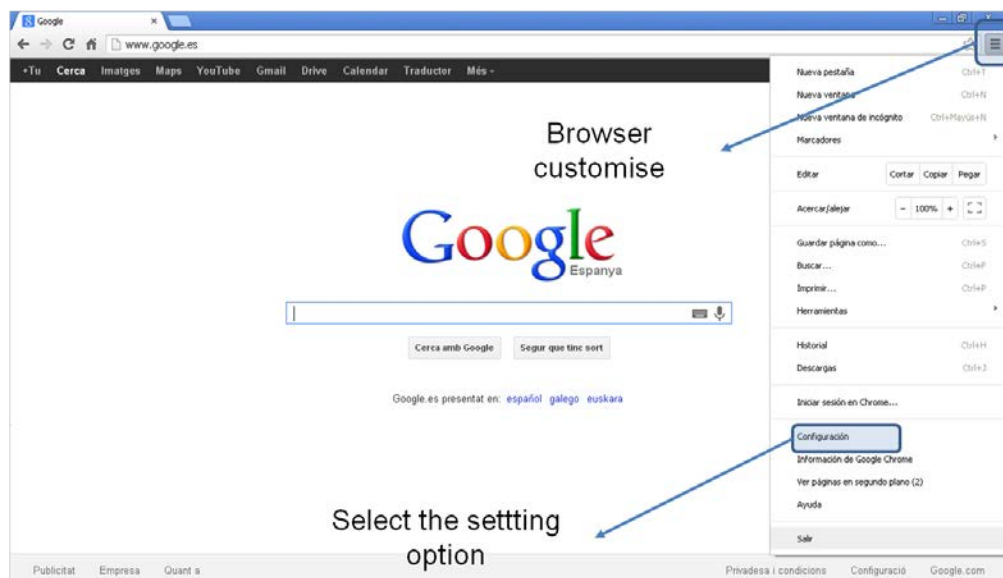 Google
www.google.es
+Tu Cerca Imatges Maps YouTube Gmail Drive Calendar Traductor Més
Nueva pestaña Ctrl+T
Nueva ventana Ctrl+N
Nueva ventana de incógnito Ctrl+Mayús+N
Marcadores
Editar Cortar Copiar Pegar
Acercar/alejar - 100% +
Guardar página como... Ctrl+S
Buscar... Ctrl+F
Imprimir... Ctrl+P
Herramientas
Historial Ctrl+H
Descargas Ctrl+J
Iniciar sesión en Chrome...
Configuración
Información de Google Chrome
Ver páginas en segundo plano (2)
Ayuda
Salir
Browser
customise
Google
Espanya
Cerca amb Google Segur que tinc sort
Google.es presentat en: español galego euskara
Select the settting
option
Publicitat Empresa Quant a Privadesa i condicions Configuració Google.com